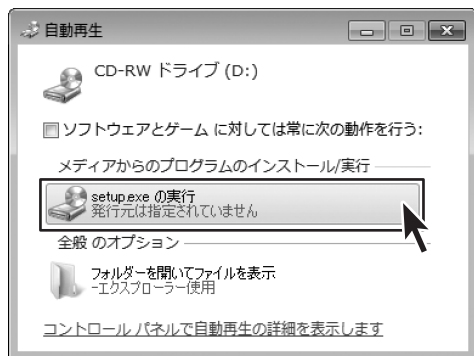 自動再生
CD-RW ドライブ (D:)
ソフトウェアとゲーム に対しては常に次の動作を行う:
メディアからのプログラムのインストール/実行
setup.exe の実行
発行元は指定されていません
全般 のオプション
フォルダーを開いてファイルを表示
-エクスプローラー使用
コントロール パネルで自動再生の詳細を表示します